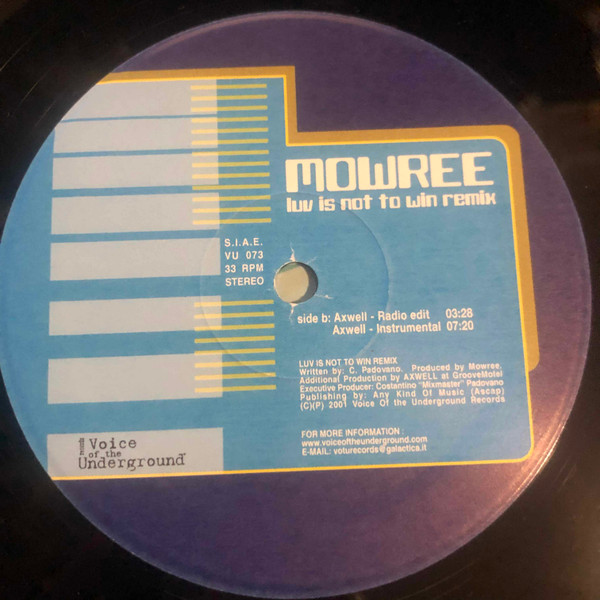 MOWREE
luv is not to win remix
S.I.A.E.
VU 073
33 RPM
STEREO
side b: Axwell - Radio edit 03:28
Axwell - Instrumental 07:20
LUV IS NOT TO WIN REMIX
Written by: C. Padovano. Produced by Mowree.
Additional Production by AXWELL at GrooveMotel
Executive Producer: Costantino "Mixmaster" Padovano
Publishing by: Any Kind Of Music (Ascap)
(C)(P) 2001 Voice Of the Underground Records
FOR MORE INFORMATION :
www.voiceoftheunderground.com
E-MAIL: voturecords@galactica.it
Voice
of the
Underground